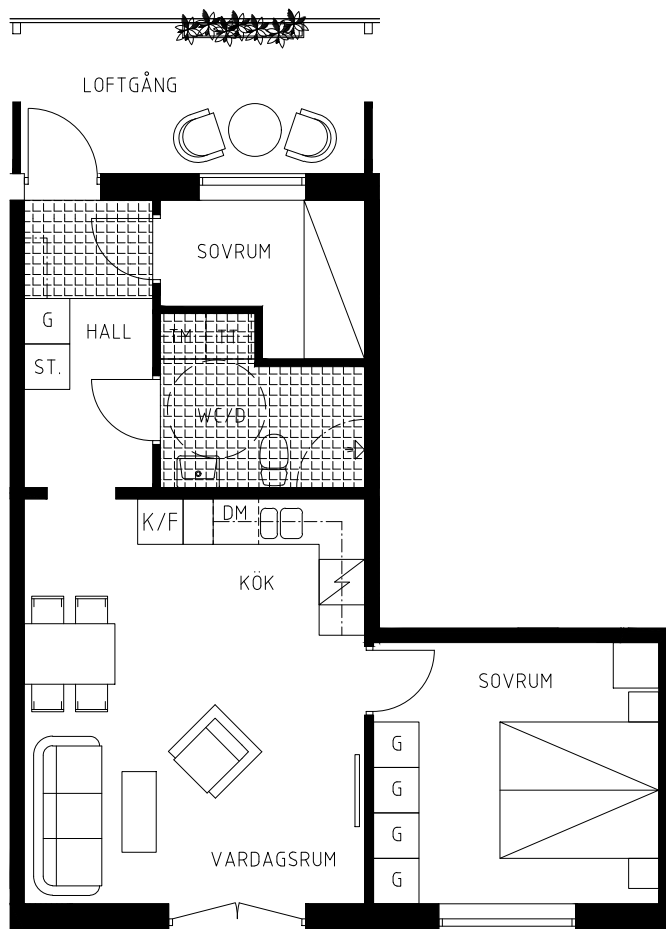 LOFTGÅNG
SOVRUM
G
HALL
TM
TT
ST.
WC/D
K/F
DM
KÖK
SOVRUM
G
G
G
G
VARDAGSRUM